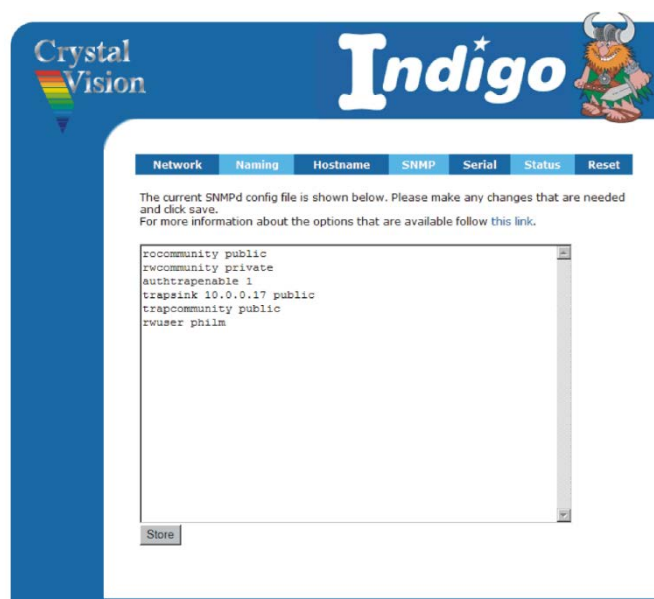 Crystal
Vision
Indigo
Network Naming Hostname SNMP Serial Status Reset
The current SNMPd config file is shown below. Please make any changes that are needed
and click save.
For more information about the options that are available follow this link.
rocommunity public
rwcommunity private
authtrapenable 1
trapsink 10.0.0.17 public
trapcommunity public
rwuser philm
Store